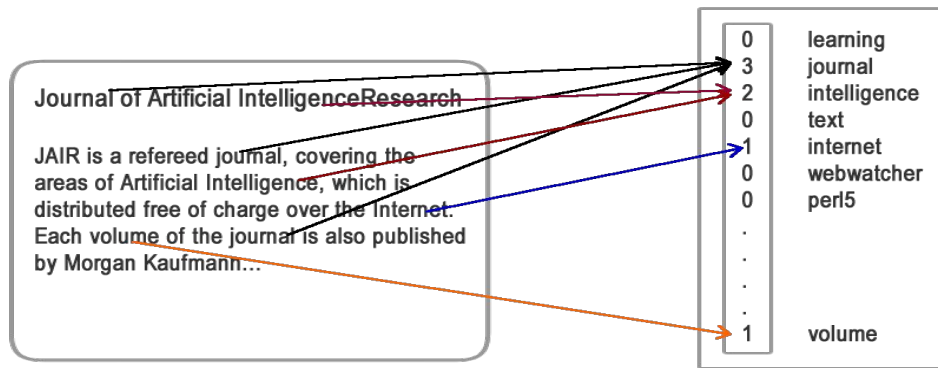 Journal of Artificial IntelligenceResearch
JAIR is a refereed journal, covering the
areas of Artificial Intelligence, which is
distributed free of charge over the Internet.
Each volume of the journal is also published
by Morgan Kaufmann...
0 learning
3 journal
2 intelligence
0 text
1 internet
0 webwatcher
0 perl5
.
.
.
.
1 volume